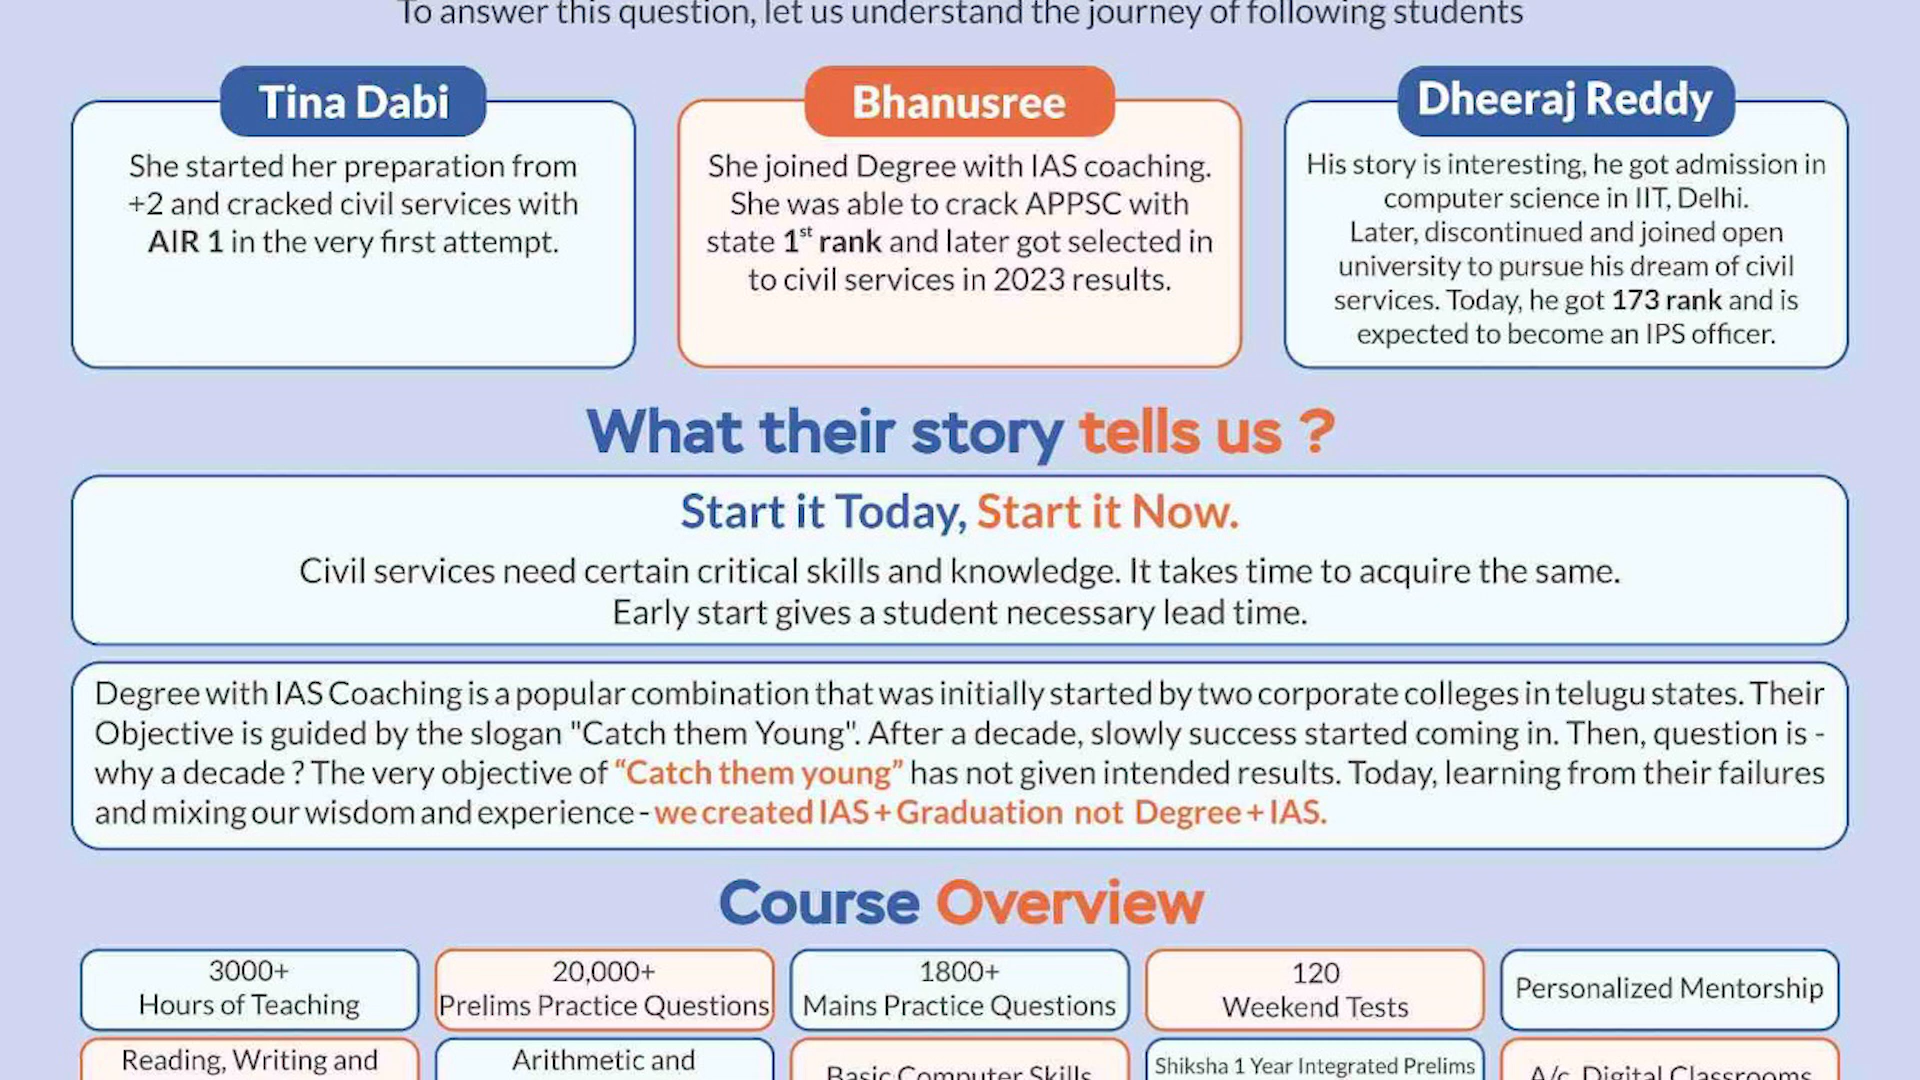 To answer this question, let us understand the journey of following students
Tina Dabi
She started her preparation from
+2 and cracked civil services with
AIR 1 in the very first attempt.
Bhanusree
She joined Degree with IAS coaching.
She was able to crack APPSC with
state 1st rank and later got selected in
to civil services in 2023 results.
Dheeraj Reddy
His story is interesting, he got admission in
computer science in IIT, Delhi.
Later, discontinued and joined open
university to pursue his dream of civil
services. Today, he got 173 rank and is
expected to become an IPS officer.
What their story tells us ?
Start it Today, Start it Now.
Civil services need certain critical skills and knowledge. It takes time to acquire the same.
Early start gives a student necessary lead time.
Degree with IAS Coaching is a popular combination that was initially started by two corporate colleges in telugu states. Their
Objective is guided by the slogan "Catch them Young". After a decade, slowly success started coming in. Then, question is -
why a decade ? The very objective of “Catch them young” has not given intended results. Today, learning from their failures
and mixing our wisdom and experience - we created IAS + Graduation not Degree + IAS.
Course Overview
3000+
Hours of Teaching
20,000+
Prelims Practice Questions
1800+
Mains Practice Questions
120
Weekend Tests
Personalized Mentorship
Reading, Writing and
Arithmetic and
Basic Computer Skills
Shiksha 1 Year Integrated Prelims
A/c, Digital Classrooms